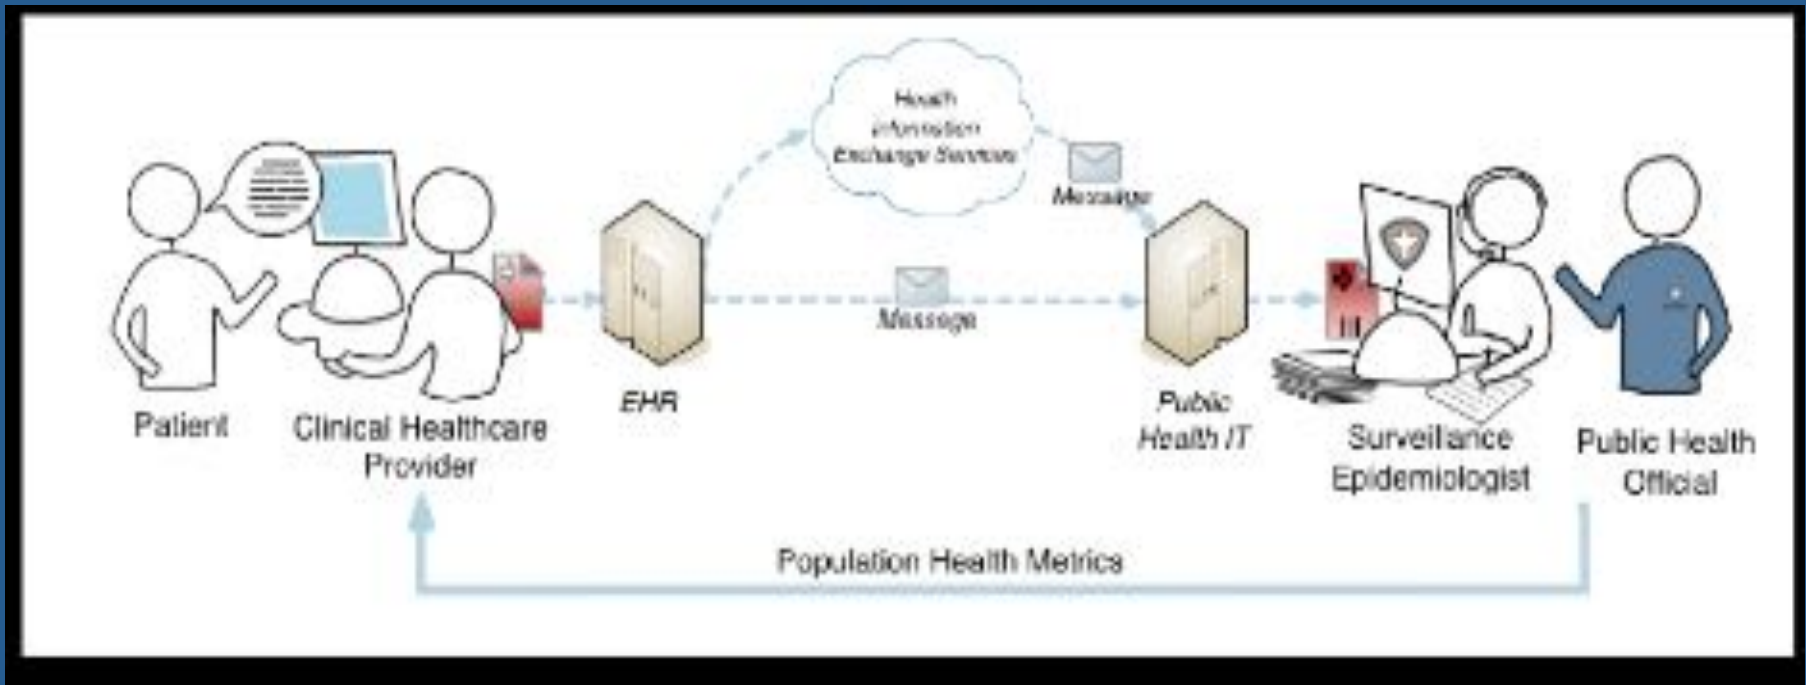 Health
Information
Exchange Services
Message
Message
EHR
Public
Health IT
Patient
Clinical Healthcare
Provider
Surveillance
Epidemiologist
Public Health
Official
Population Health Metrics